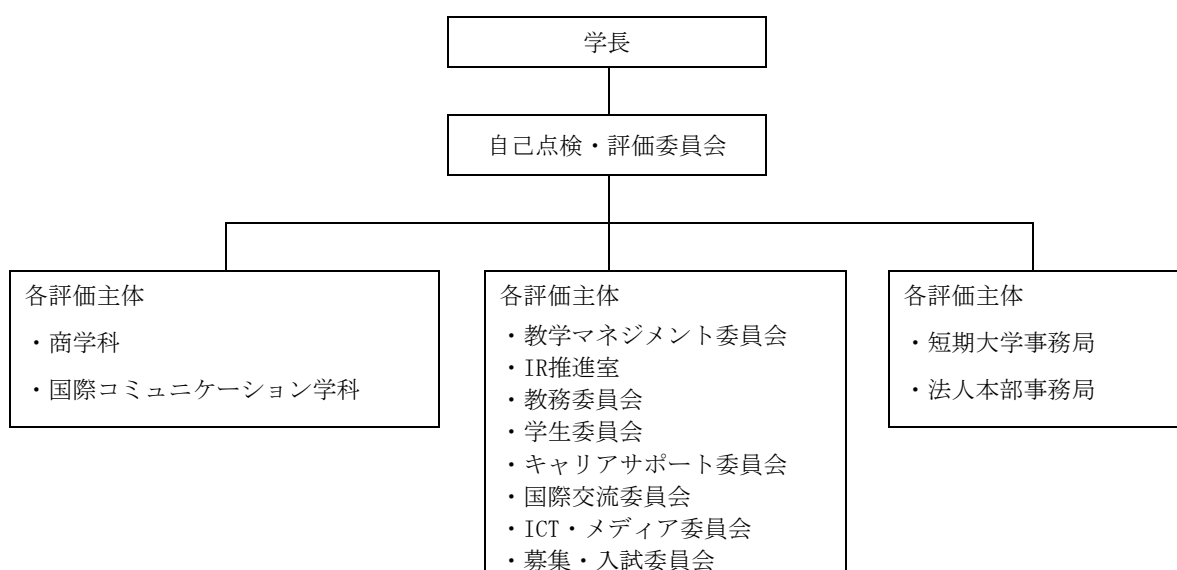 学長
自己点検・評価委員会
各評価主体
・商学科
・国際コミュニケーション学科
各評価主体
・教学マネジメント委員会
・IR推進室
・教務委員会
・学生委員会
・キャリアサポート委員会
・国際交流委員会
・ICT・メディア委員会
・募集・入試委員会
各評価主体
・短期大学事務局
・法人本部事務局